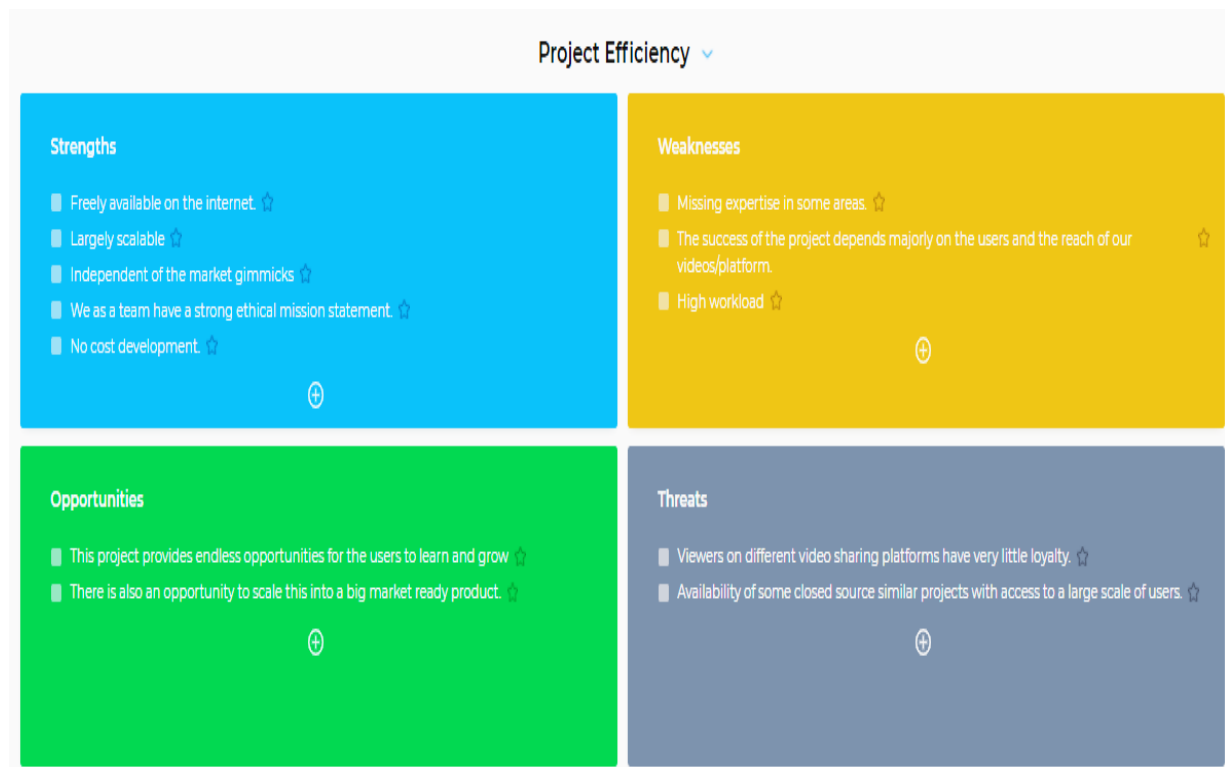 Project Efficiency
Strengths
Freely available on the internet.
Largely scalable
Independent of the market gimmicks
We as a team have a strong ethical mission statement.
No cost development.
Weaknesses
Missing expertise in some areas.
The success of the project depends majorly on the users and the reach of our
videos/platform.
High workload
Opportunities
This project provides endless opportunities for the users to learn and grow
There is also an opportunity to scale this into a big market ready product.
Threats
Viewers on different video sharing platforms have very little loyalty.
Availability of some closed source similar projects with access to a large scale of users.